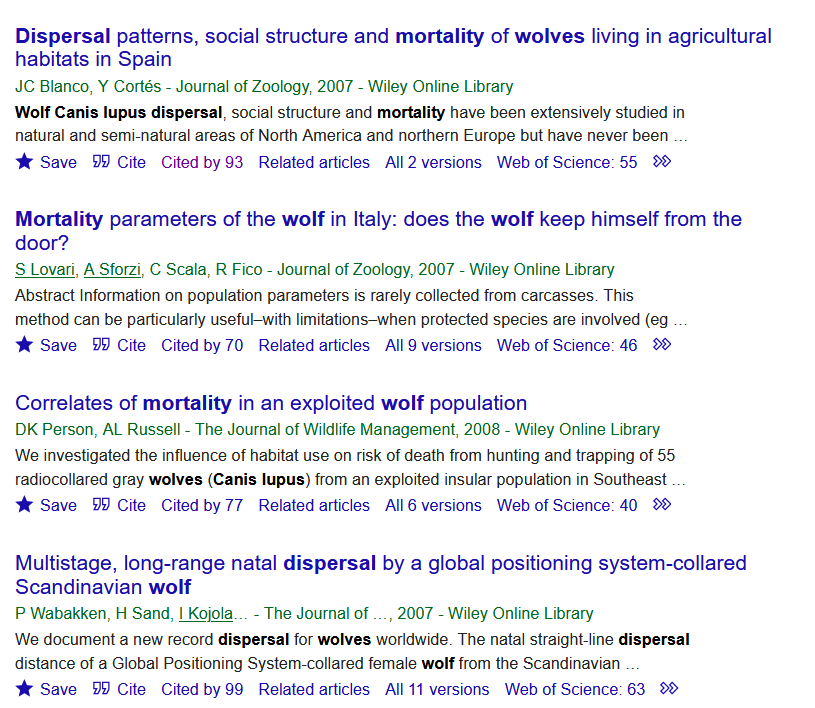 Dispersal patterns, social structure and mortality of wolves living in agricultural
habitats in Spain
JC Blanco, Y Cortés - Journal of Zoology, 2007 - Wiley Online Library
Wolf Canis lupus dispersal, social structure and mortality have been extensively studied in
natural and semi-natural areas of North America and northern Europe but have never been ...
Save Cite Cited by 93 Related articles All 2 versions Web of Science: 55
Mortality parameters of the wolf in Italy: does the wolf keep himself from the
door?
S Lovari, A Sforzi, C Scala, R Fico - Journal of Zoology, 2007 - Wiley Online Library
Abstract Information on population parameters is rarely collected from carcasses. This
method can be particularly useful–with limitations–when protected species are involved (eg ...
Save Cite Cited by 70 Related articles All 9 versions Web of Science: 46
Correlates of mortality in an exploited wolf population
DK Person, AL Russell - The Journal of Wildlife Management, 2008 - Wiley Online Library
We investigated the influence of habitat use on risk of death from hunting and trapping of 55
radiocollared gray wolves (Canis lupus) from an exploited insular population in Southeast ...
Save Cite Cited by 77 Related articles All 6 versions Web of Science: 40
Multistage, long-range natal dispersal by a global positioning system-collared
Scandinavian wolf
P Wabakken, H Sand, I Kojola... - The Journal of ..., 2007 - Wiley Online Library
We document a new record dispersal for wolves worldwide. The natal straight-line dispersal
distance of a Global Positioning System-collared female wolf from the Scandinavian ...
Save Cite Cited by 99 Related articles All 11 versions Web of Science: 63